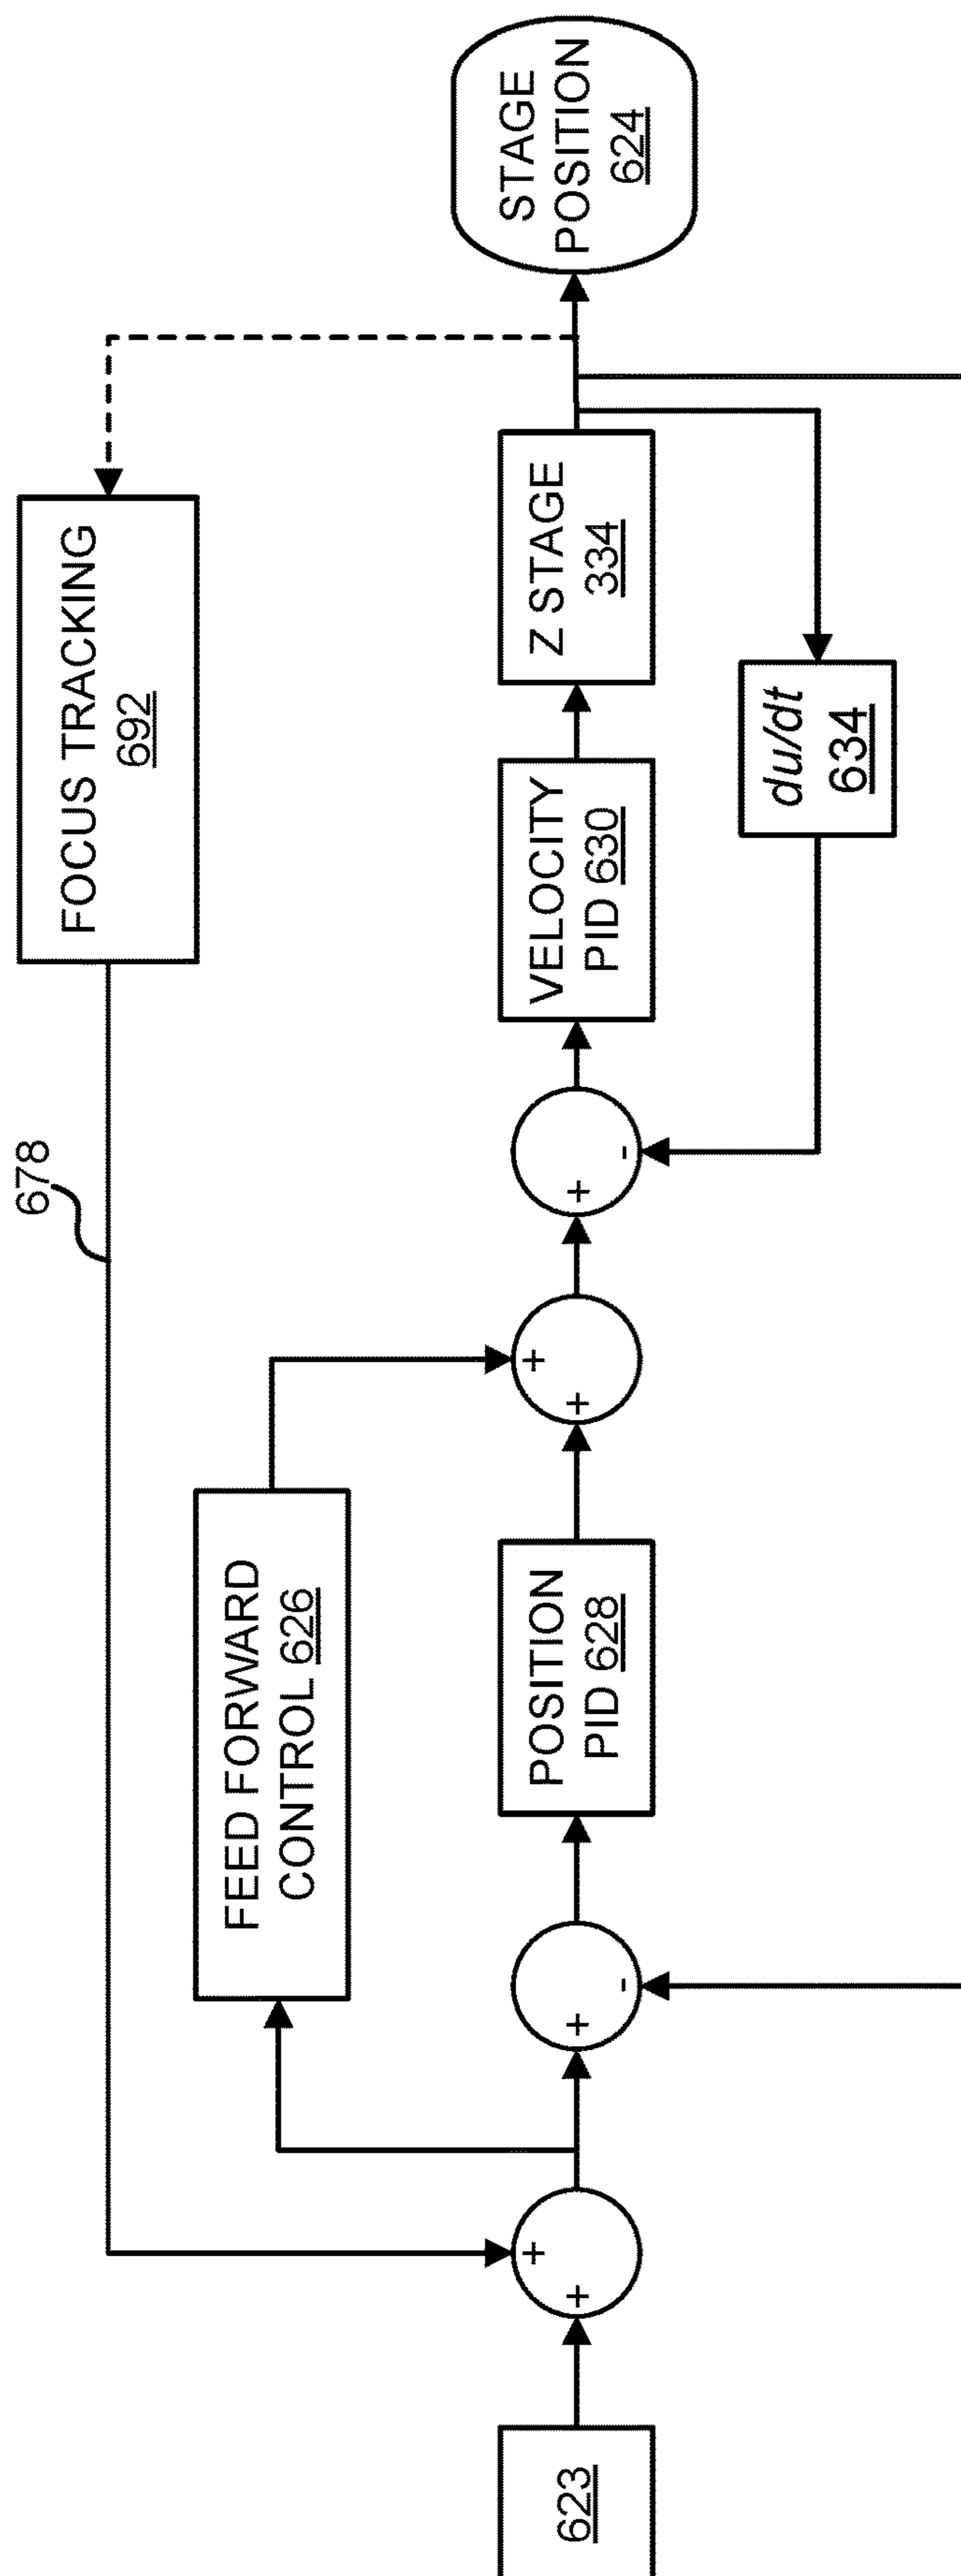 678
FOCUS TRACKING
692
FEED FORWARD
CONTROL 626
623
+
+
+
-
POSITION
PID 628
+
+
+
-
VELOCITY
PID 630
Z STAGE
334
STAGE
POSITION
624
du/dt
634